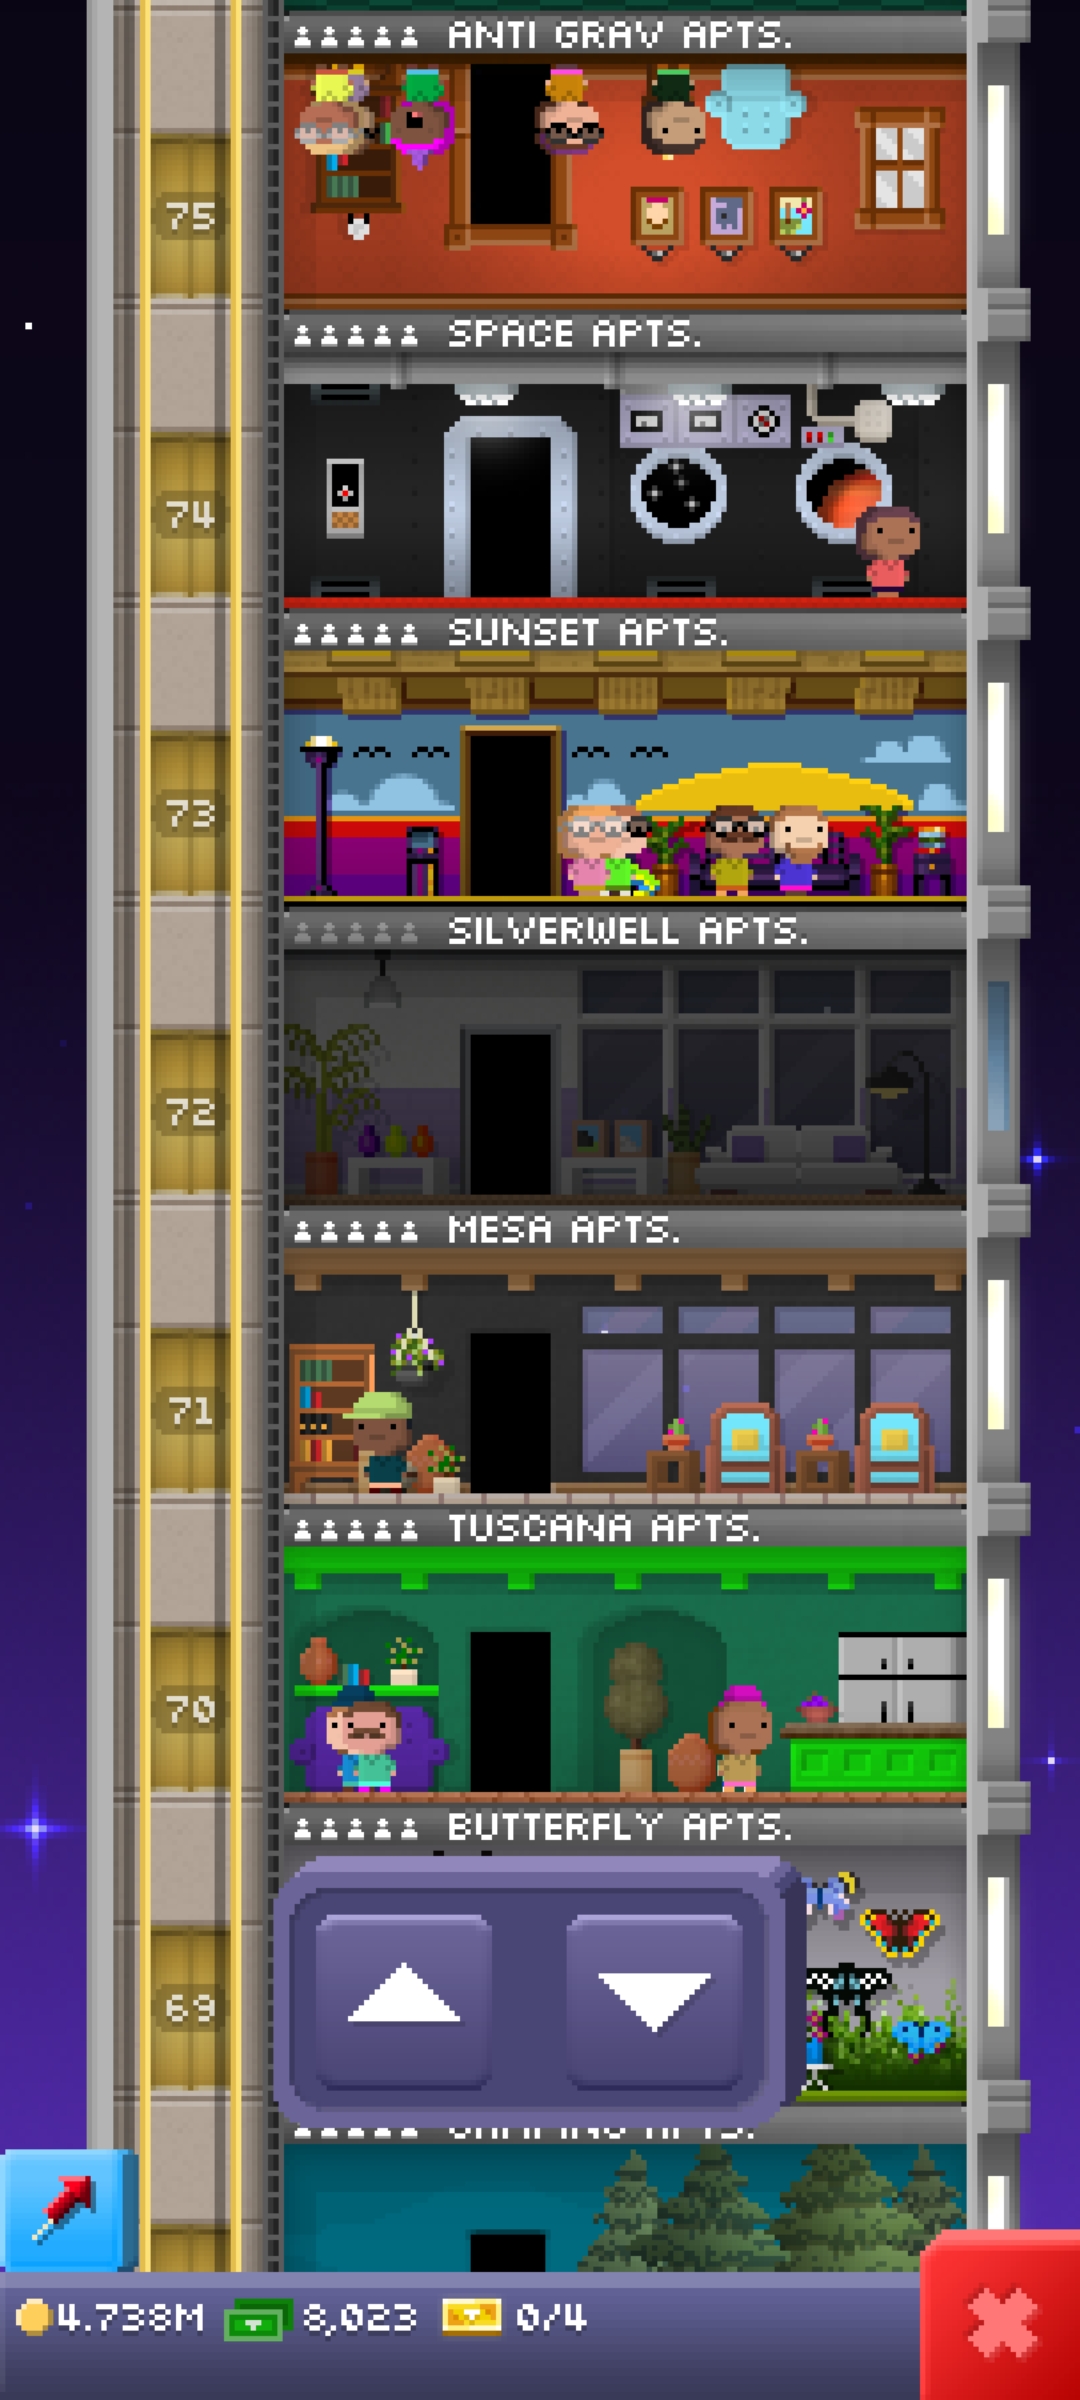 ANTI GRAV APTS.
75
SPACE APTS.
74
SUNSET APTS.
73
SILVERWELL APTS.
72
MESA APTS.
71
TUSCANA APTS.
70
BUTTERFLY APTS.
69
APTS.
4.738M 8,023 0/4